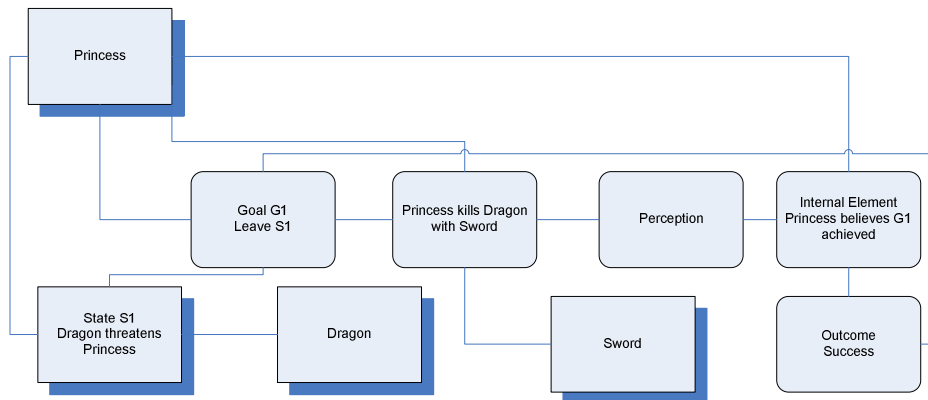 Princess
Goal G1
Leave S1
Princess kills Dragon
with Sword
Perception
Internal Element
Princess believes G1
achieved
State S1
Dragon threatens
Princess
Dragon
Sword
Outcome
Success